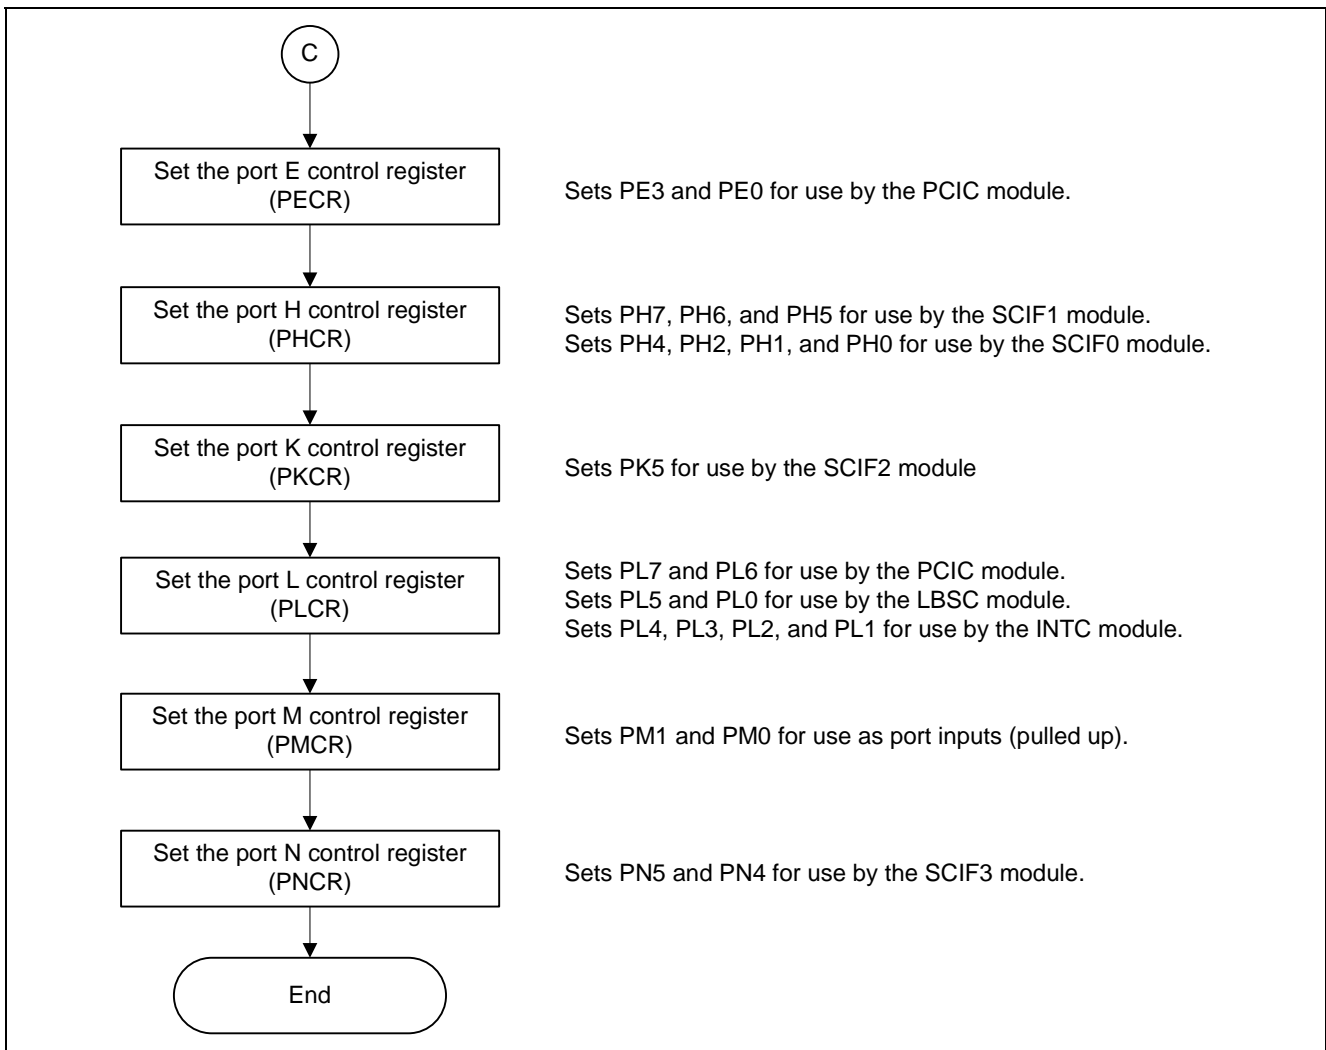 C
Set the port E control register
(PECR)
Sets PE3 and PE0 for use by the PCIC module.
Set the port H control register
(PHCR)
Sets PH7, PH6, and PH5 for use by the SCIF1 module.
Sets PH4, PH2, PH1, and PH0 for use by the SCIF0 module.
Set the port K control register
(PKCR)
Sets PK5 for use by the SCIF2 module
Set the port L control register
(PLCR)
Sets PL7 and PL6 for use by the PCIC module.
Sets PL5 and PL0 for use by the LBSC module.
Sets PL4, PL3, PL2, and PL1 for use by the INTC module.
Set the port M control register
(PMCR)
Sets PM1 and PM0 for use as port inputs (pulled up).
Set the port N control register
(PNCR)
Sets PN5 and PN4 for use by the SCIF3 module.
End